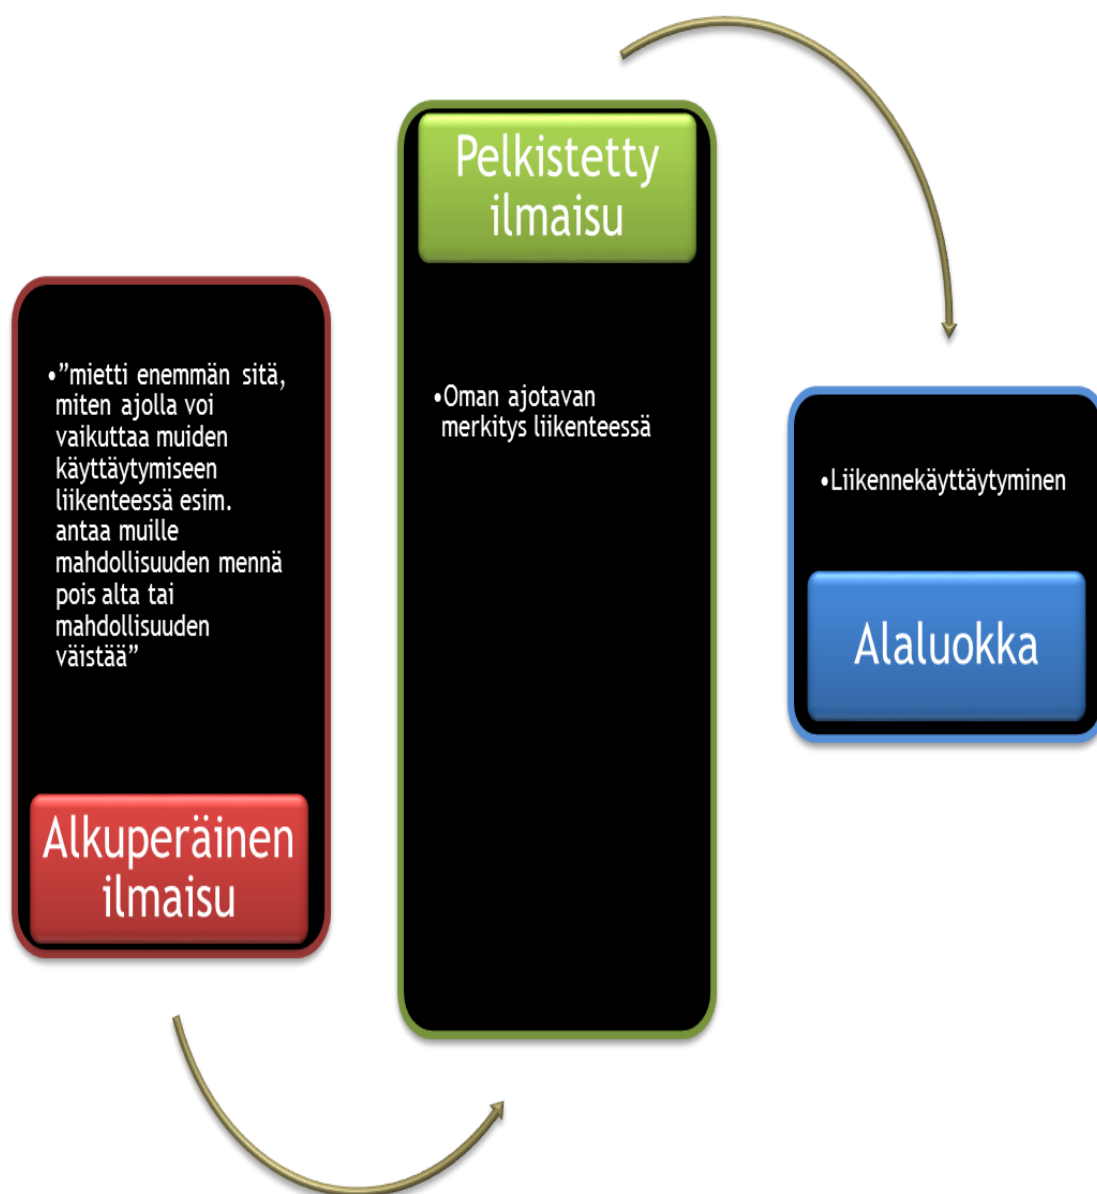 •”mietti enemmän sitä,
miten ajolla voi
vaikuttaa muiden
käyttäytymiseen
liikenteessä esim.
antaa muille
mahdollisuuden mennä
pois alta tai
mahdollisuuden
väistää”
Alkuperäinen
ilmaisu
Pelkistetty
ilmaisu
•Oman ajotavan
merkitys liikenteessä
•Liikennekäyttäytyminen
Alaluokka